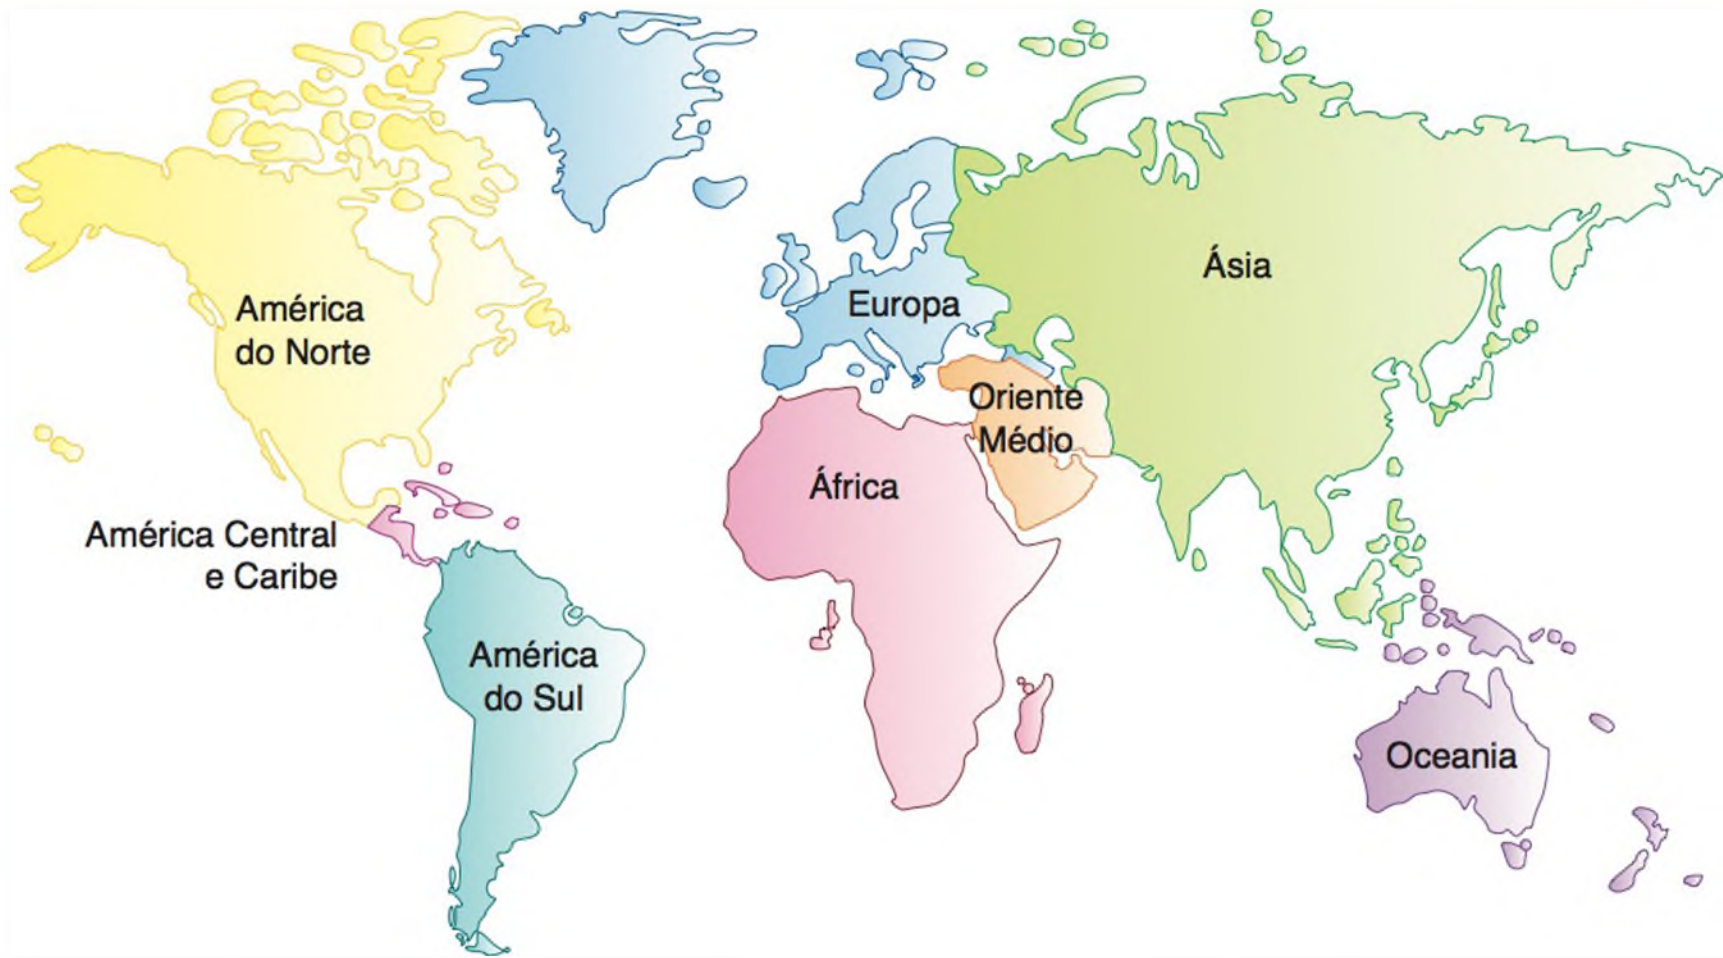 América
do Norte
Europa
Ásia
Oriente
Médio
África
América Central
e Caribe
América
do Sul
Oceania